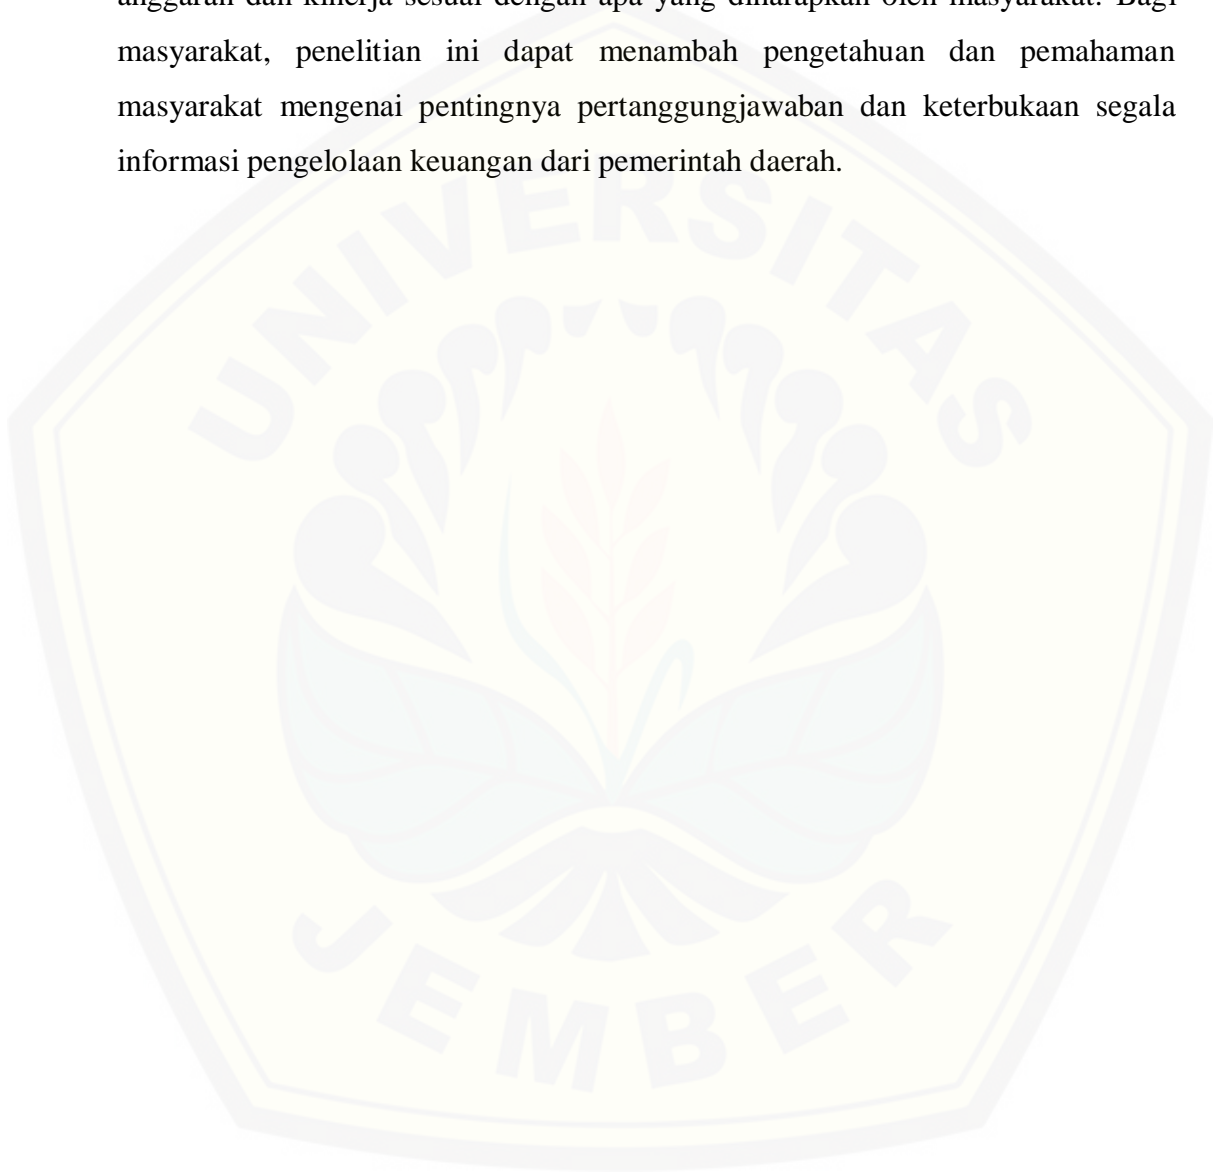 anggaran dan kinerja sesuai dengan apa yang diharapkan oleh masyarakat. Bagi
masyarakat, penelitian ini dapat menambah pengetahuan dan pemahaman
masyarakat mengenai pentingnya pertanggungjawaban dan keterbukaan segala
informasi pengelolaan keuangan dari pemerintah daerah.
UNIVERSITAS
JEMBER